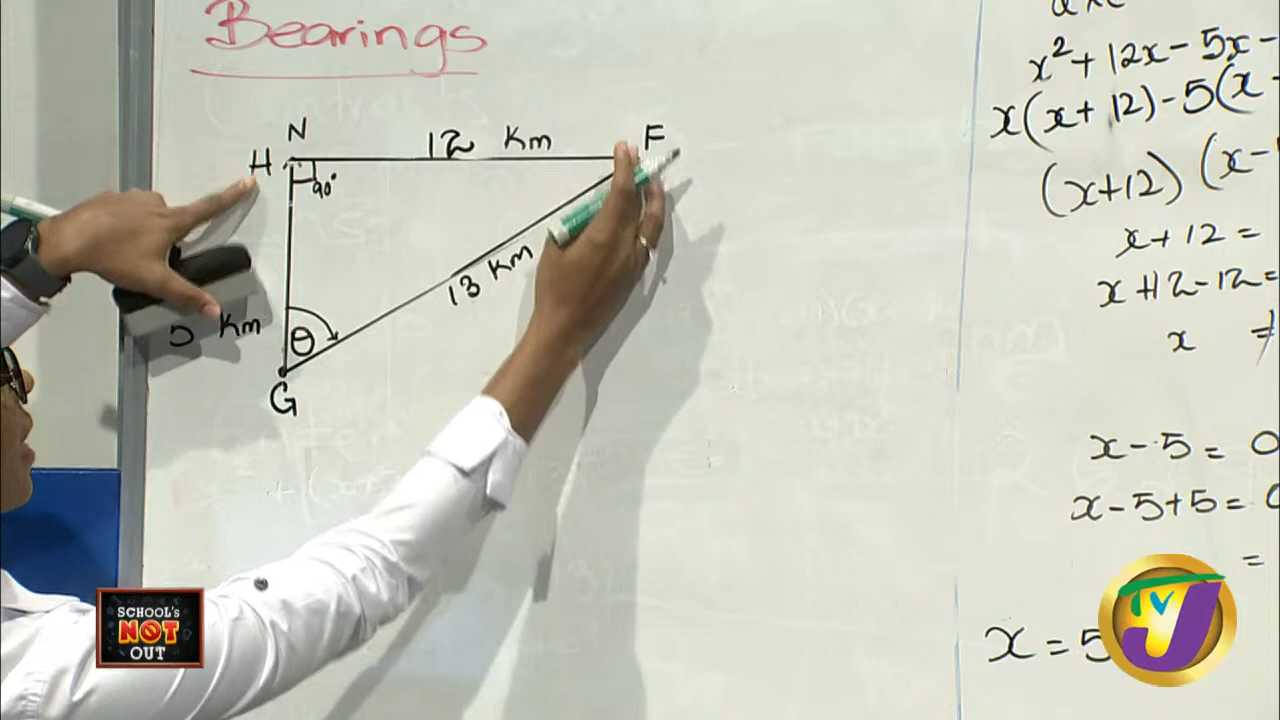 Bearings
N
H 12 Km F
90°
13 Km
5 Km
θ
G
x² + 12x - 5x -
x(x + 12) - 5(x
(x+12) (x-
x + 12 =
x + 12 - 12 =
x =
x - 5 = 0
x - 5 + 5 = 0
=
x = 5
SCHOOL's
NOT
OUT
TVJ